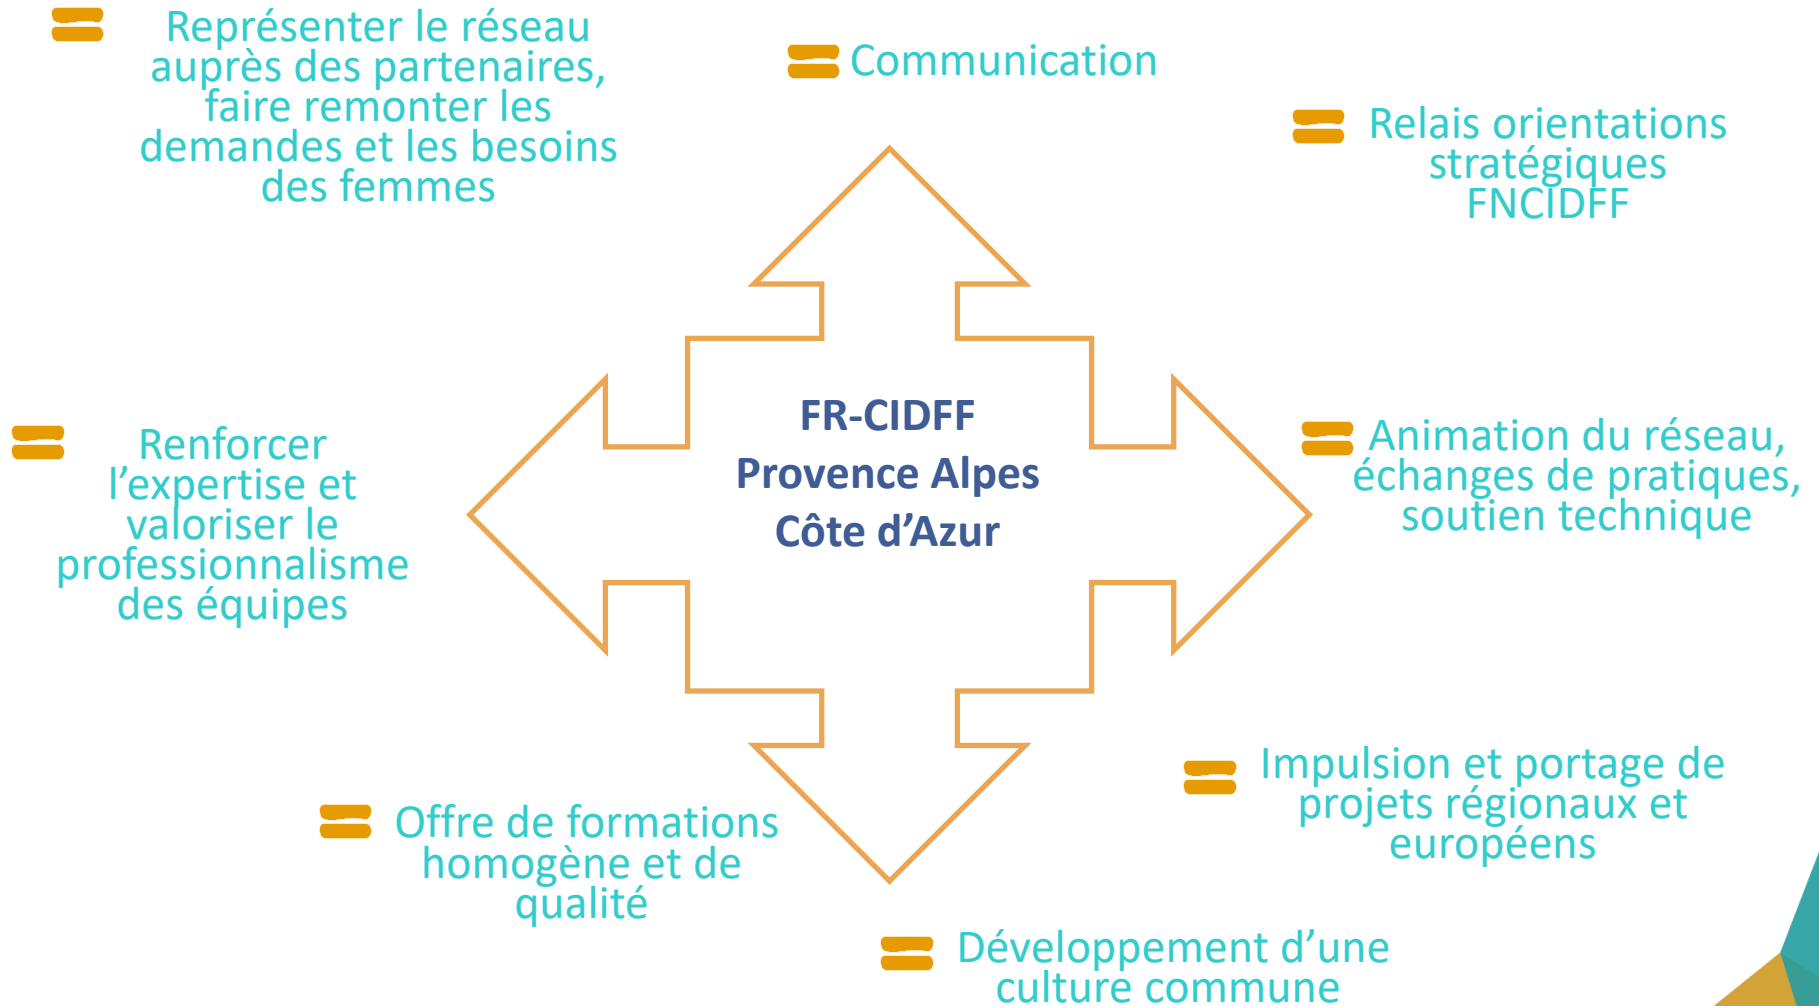 Représenter le réseau
auprès des partenaires,
faire remonter les
demandes et les besoins
des femmes
Communication
Relais orientations
stratégiques
FNCIDFF
FR-CIDFF
Provence Alpes
Côte d’Azur
Renforcer
l’expertise et
valoriser le
professionnalisme
des équipes
Animation du réseau,
échanges de pratiques,
soutien technique
Offre de formations
homogène et de
qualité
Impulsion et portage de
projets régionaux et
européens
Développement d’une
culture commune